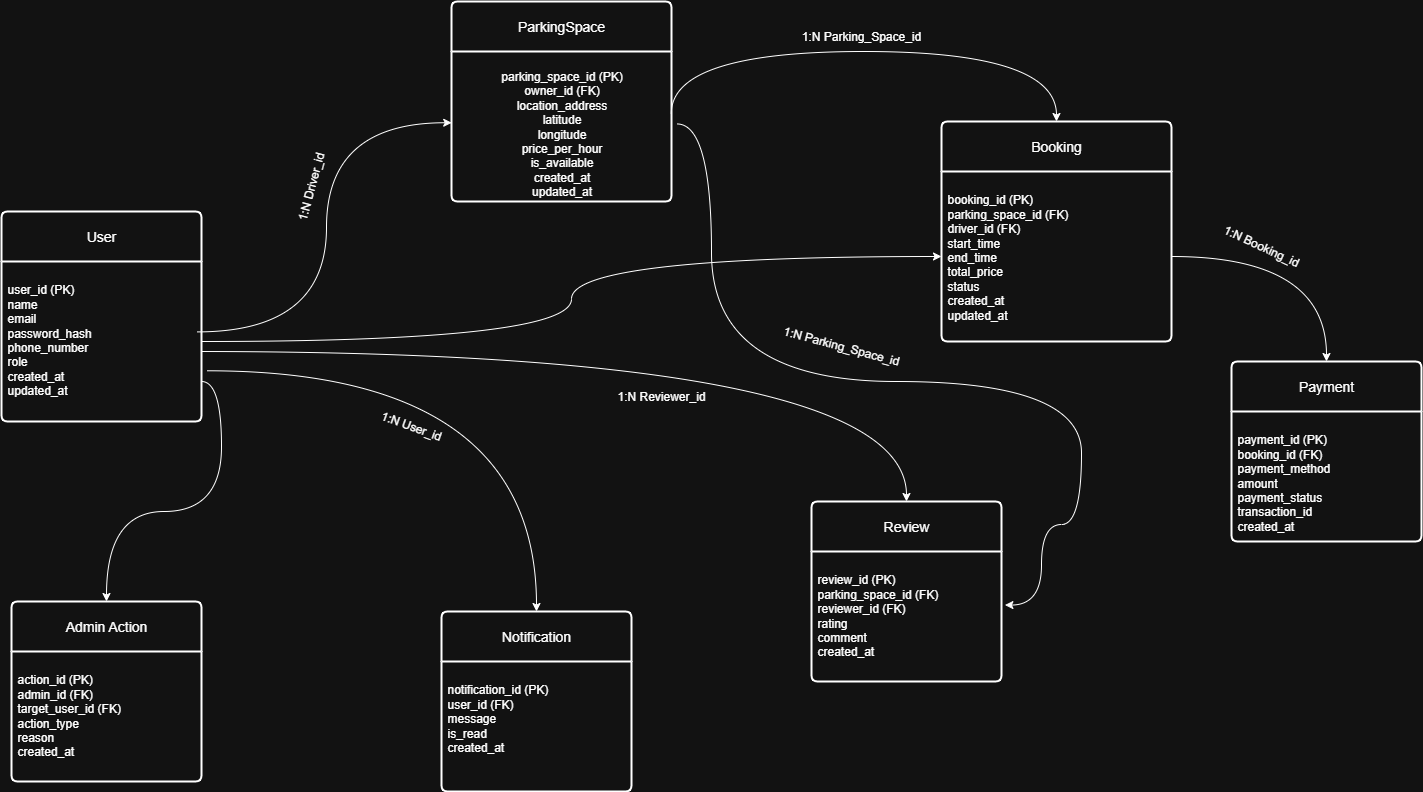 ParkingSpace
parking_space_id (PK)
owner_id (FK)
location_address
latitude
longitude
price_per_hour
is_available
created_at
updated_at
1:N Parking_Space_id
1:N Driver_id
Booking
booking_id (PK)
parking_space_id (FK)
driver_id (FK)
start_time
end_time
total_price
status
created_at
updated_at
User
user_id (PK)
name
email
password_hash
phone_number
role
created_at
updated_at
1:N Booking_id
1:N Parking_Space_id
1:N Reviewer_id
1:N User_id
Payment
payment_id (PK)
booking_id (FK)
payment_method
amount
payment_status
transaction_id
created_at
Review
review_id (PK)
parking_space_id (FK)
reviewer_id (FK)
rating
comment
created_at
Admin Action
action_id (PK)
admin_id (FK)
target_user_id (FK)
action_type
reason
created_at
Notification
notification_id (PK)
user_id (FK)
message
is_read
created_at